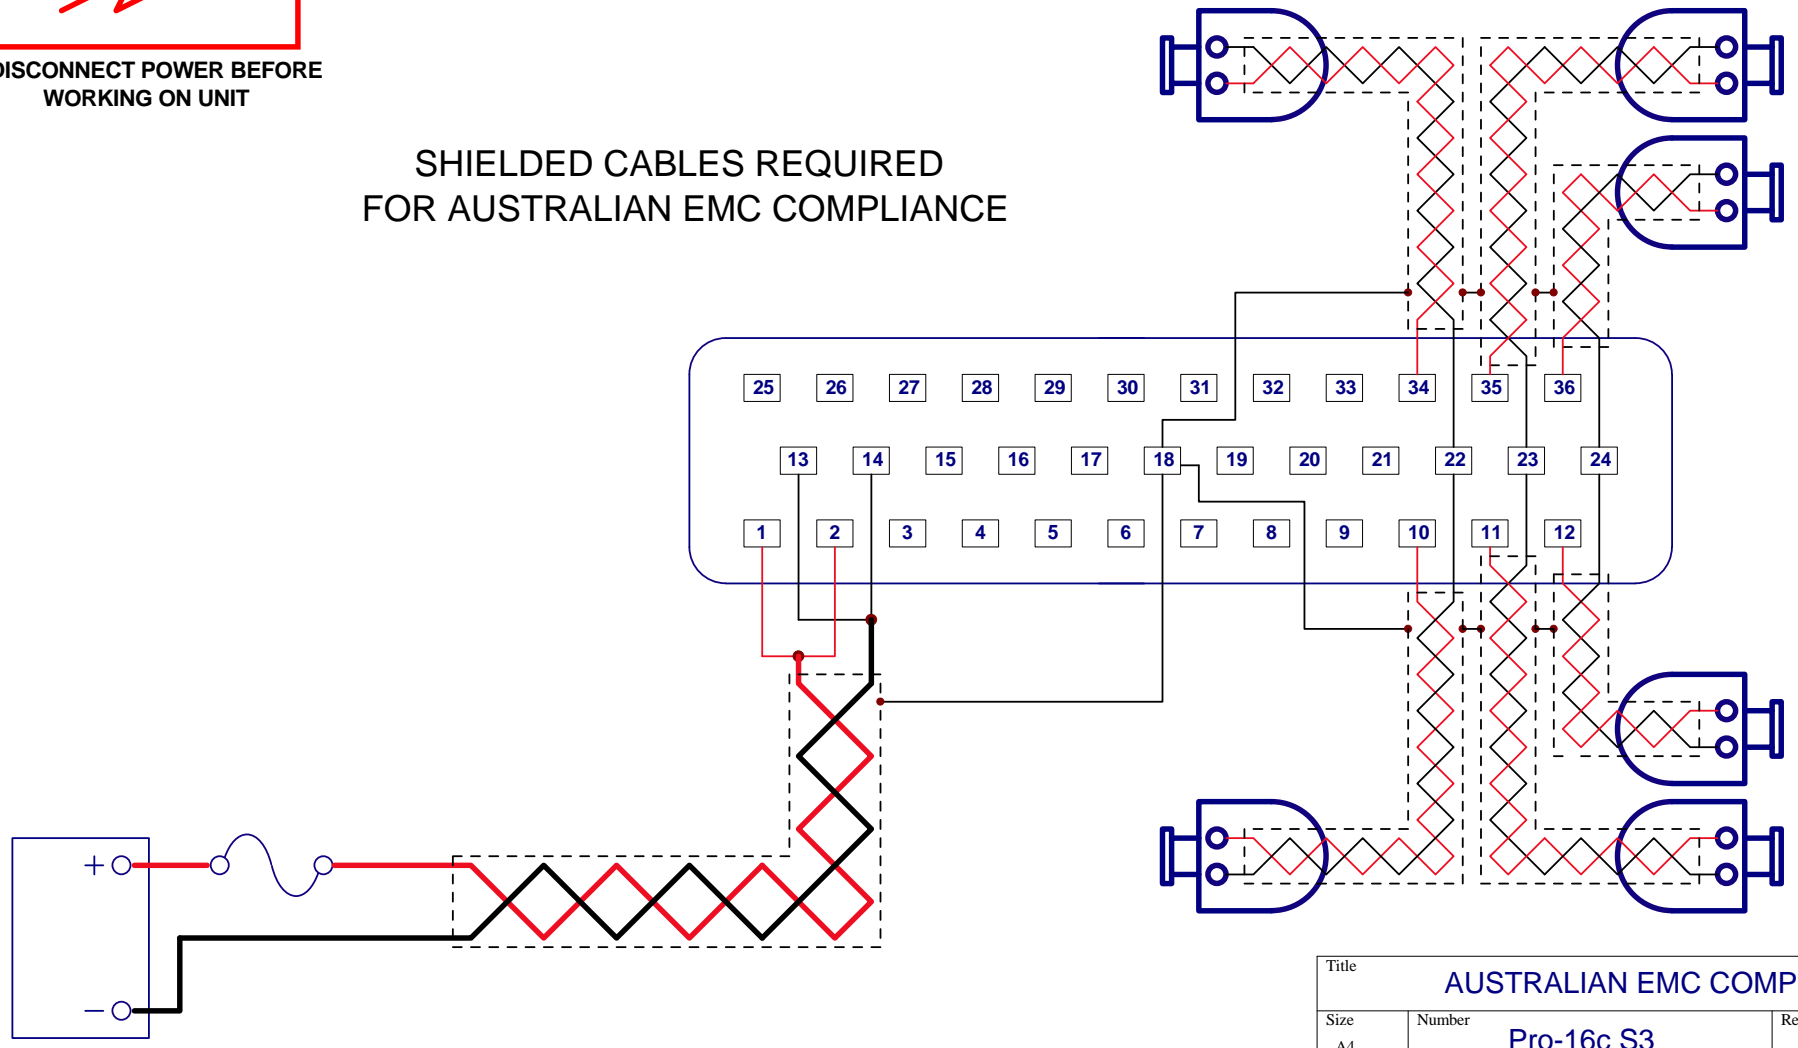 DISCONNECT POWER BEFORE
WORKING ON UNIT
SHIELDED CABLES REQUIRED
FOR AUSTRALIAN EMC COMPLIANCE
25 26 27 28 29 30 31 32 33 34 35 36
13 14 15 16 17 18 19 20 21 22 23 24
1 2 3 4 5 6 7 8 9 10 11 12
+
−
Title
AUSTRALIAN EMC COMP
Size Number Re
A4 Pro-16c S3